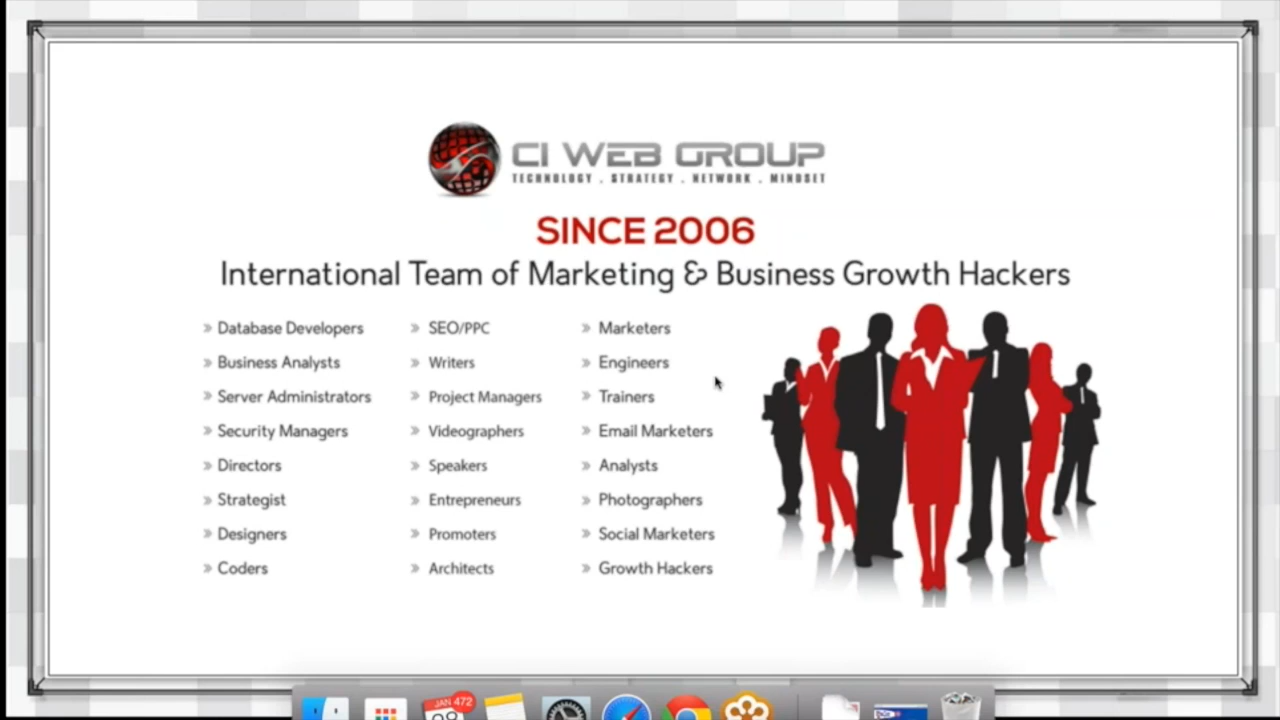 CI WEB GROUP
TECHNOLOGY . STRATEGY . NETWORK . MINDSET
SINCE 2006
International Team of Marketing & Business Growth Hackers
» Database Developers
» Business Analysts
» Server Administrators
» Security Managers
» Directors
» Strategist
» Designers
» Coders
» SEO/PPC
» Writers
» Project Managers
» Videographers
» Speakers
» Entrepreneurs
» Promoters
» Architects
» Marketers
» Engineers
» Trainers
» Email Marketers
» Analysts
» Photographers
» Social Marketers
» Growth Hackers
JAN 472